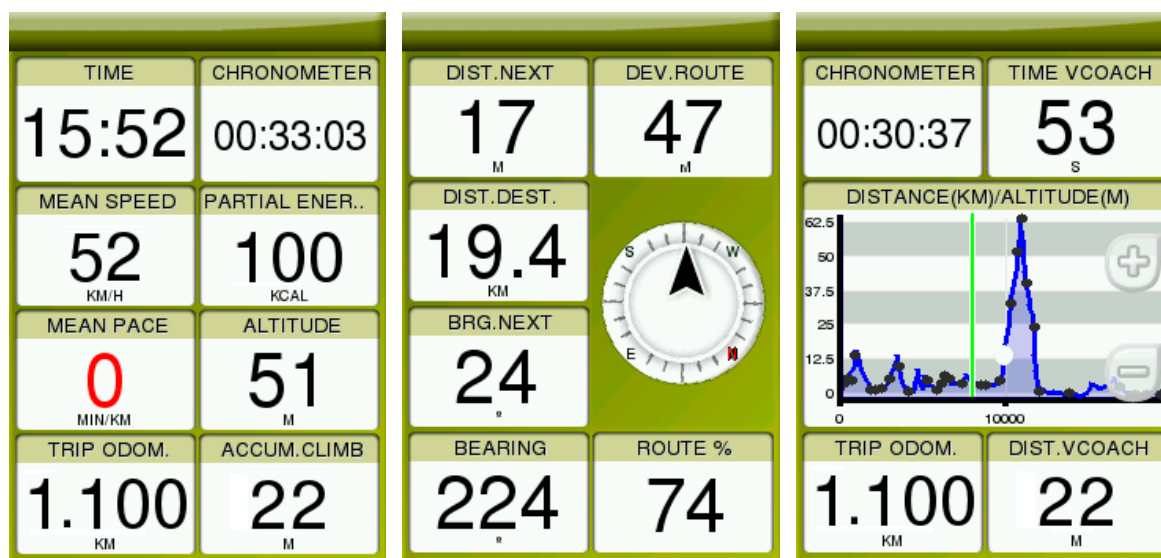 TIME CHRONOMETER
15:52 00:33:03
MEAN SPEED PARTIAL ENER..
52 100
KM/H KCAL
MEAN PACE ALTITUDE
0 51
MIN/KM M
TRIP ODOM. ACCUM.CLIMB
1.100 22
KM M
DIST.NEXT DEV.ROUTE
17 47
M M
DIST.DEST.
19.4
KM
S W
E N
BRG.NEXT
24
°
BEARING ROUTE %
224 74
°
CHRONOMETER TIME VCOACH
00:30:37 53
S
DISTANCE(KM)/ALTITUDE(M)
62.5
50
37.5
25
12.5
0
0 10000
TRIP ODOM. DIST.VCOACH
1.100 22
KM M